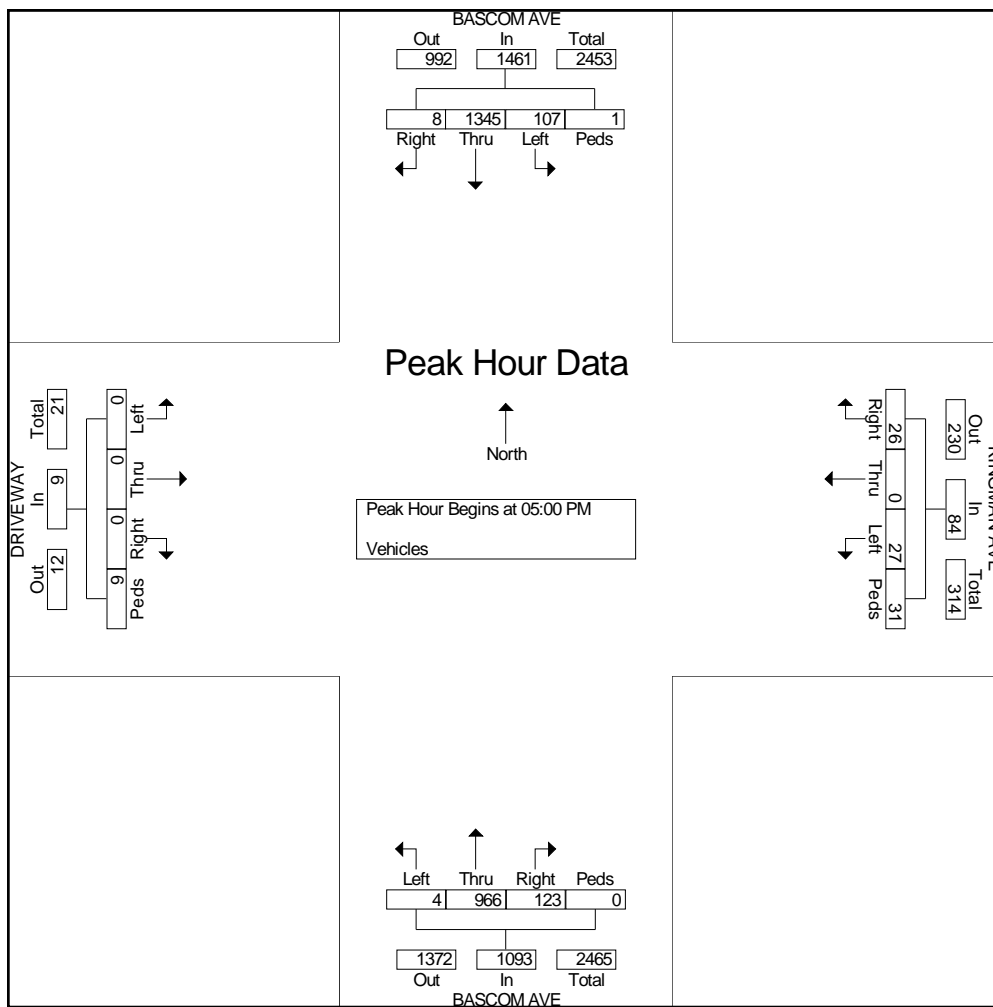 BASCOM AVE
Out In Total
992 1461 2453
8 1345 107 1
Right Thru Left Peds
Peak Hour Data
North
Peak Hour Begins at 05:00 PM
Vehicles
DRIVEWAY
Total In Out
21 9 12
0 0 0 9
Left Thru Right Peds
Right Thru Left Peds
26 0 27 31
Out In Total
230 84 314
Left Thru Right Peds
4 966 123 0
1372 1093 2465
Out In Total
BASCOM AVE